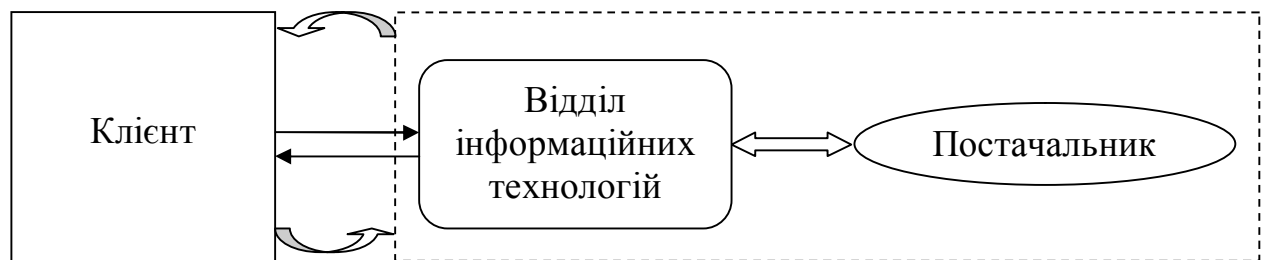 Клієнт
Відділ
інформаційних
технологій
Постачальник